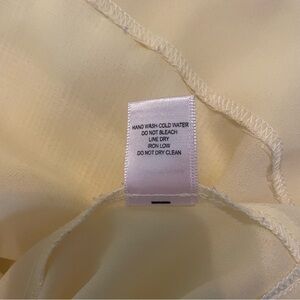 HAND WASH COLD WATER
DO NOT BLEACH
LINE DRY
IRON LOW
DO NOT DRY CLEAN